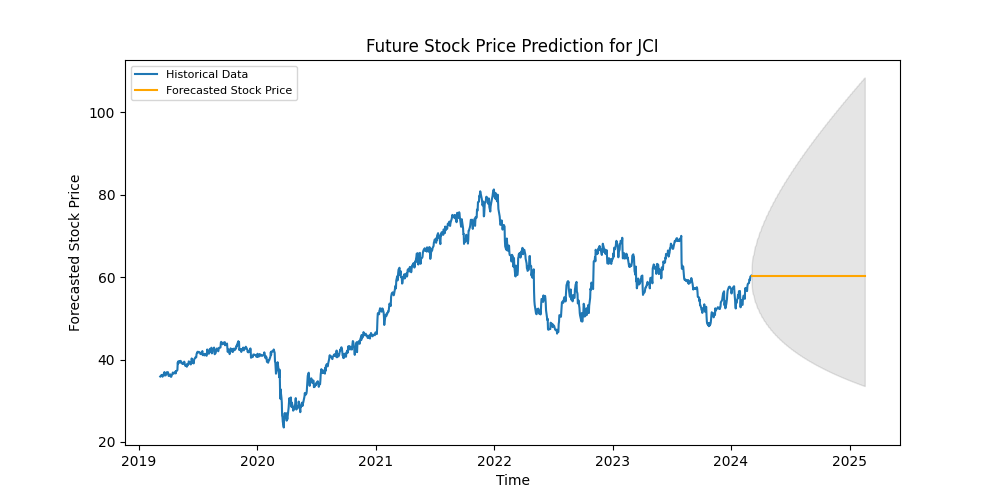 Future Stock Price Prediction for JCI
Historical Data
Forecasted Stock Price
100
80
60
40
20
Forecasted Stock Price
2019
2020
2021
2022
2023
2024
2025
Time